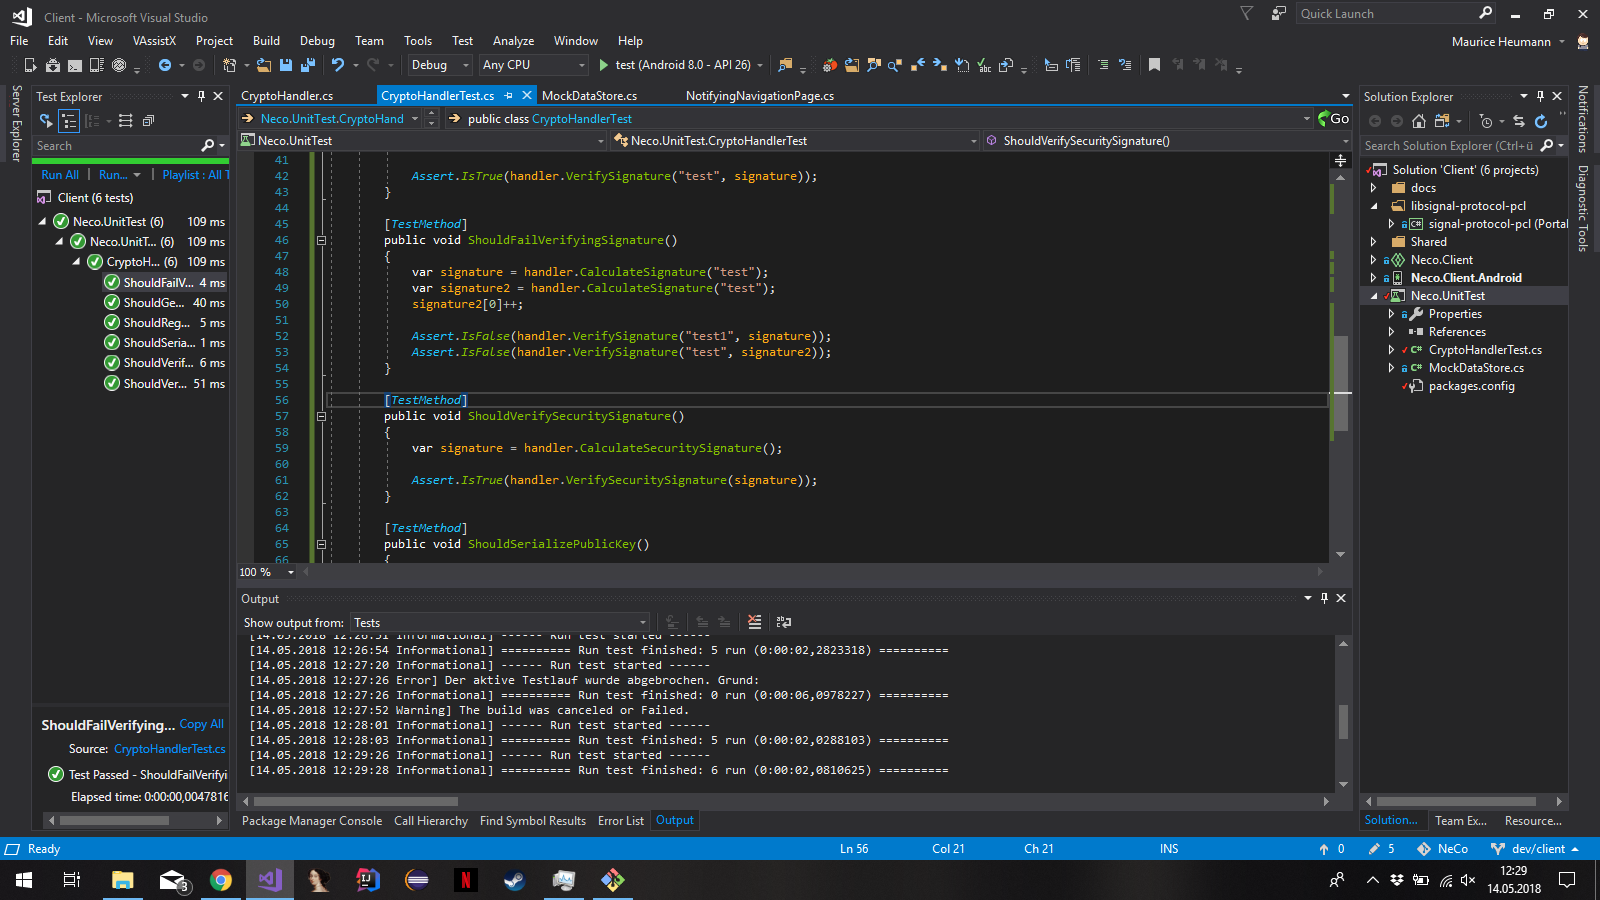 Client - Microsoft Visual Studio
Quick Launch
File Edit View VAssistX Project Build Debug Team Tools Test Analyze Window Help
Maurice Heumann
Debug
Any CPU
test (Android 8.0 - API 26)
Server Explorer
Test Explorer
Search
Run All | Run... | Playlist : All T
Client (6 tests)
Neco.UnitTest (6) 109 ms
Neco.UnitT... (6) 109 ms
CryptoH... (6) 109 ms
ShouldFailV... 4 ms
ShouldGe... 40 ms
ShouldReg... 5 ms
ShouldSeria... 1 ms
ShouldVerif... 6 ms
ShouldVer... 51 ms
ShouldFailVerifying... Copy All
Source: CryptoHandlerTest.cs
Test Passed - ShouldFailVerifyi
Elapsed time: 0:00:00,0047816
CryptoHandler.cs
CryptoHandlerTest.cs
MockDataStore.cs
NotifyingNavigationPage.cs
Neco.UnitTest.CryptoHand
public class CryptoHandlerTest
Go
Neco.UnitTest
Neco.UnitTest.CryptoHandlerTest
ShouldVerifySecuritySignature()
41
42 Assert.IsTrue(handler.VerifySignature("test", signature));
43 }
44
45 [TestMethod]
46 public void ShouldFailVerifyingSignature()
47 {
48 var signature = handler.CalculateSignature("test");
49 var signature2 = handler.CalculateSignature("test");
50 signature2[0]++;
51
52 Assert.IsFalse(handler.VerifySignature("test1", signature));
53 Assert.IsFalse(handler.VerifySignature("test", signature2));
54 }
55
56 [TestMethod]
57 public void ShouldVerifySecuritySignature()
58 {
59 var signature = handler.CalculateSecuritySignature();
60
61 Assert.IsTrue(handler.VerifySecuritySignature(signature));
62 }
63
64 [TestMethod]
65 public void ShouldSerializePublicKey()
66 {
100 %
Output
Show output from: Tests
[14.05.2018 12:26:51 Informational] ------ Run test started ------
[14.05.2018 12:26:54 Informational] ========== Run test finished: 5 run (0:00:02,2823318) ==========
[14.05.2018 12:27:20 Informational] ------ Run test started ------
[14.05.2018 12:27:26 Error] Der aktive Testlauf wurde abgebrochen. Grund:
[14.05.2018 12:27:26 Informational] ========== Run test finished: 0 run (0:00:06,0978227) ==========
[14.05.2018 12:27:52 Warning] The build was canceled or Failed.
[14.05.2018 12:28:01 Informational] ------ Run test started ------
[14.05.2018 12:28:03 Informational] ========== Run test finished: 5 run (0:00:02,0288103) ==========
[14.05.2018 12:29:26 Informational] ------ Run test started ------
[14.05.2018 12:29:28 Informational] ========== Run test finished: 6 run (0:00:02,0810625) ==========
Package Manager Console Call Hierarchy Find Symbol Results Error List Output
Solution Explorer
Search Solution Explorer (Ctrl+ü
Solution 'Client' (6 projects)
docs
libsignal-protocol-pcl
signal-protocol-pcl (Portal
Shared
Neco.Client
Neco.Client.Android
Neco.UnitTest
Properties
References
CryptoHandlerTest.cs
MockDataStore.cs
packages.config
Solution... Team Ex... Resource...
Notifications
Diagnostic Tools
Ready
Ln 56 Col 21 Ch 21 INS
0 5 NeCo dev/client
3
12:29
14.05.2018